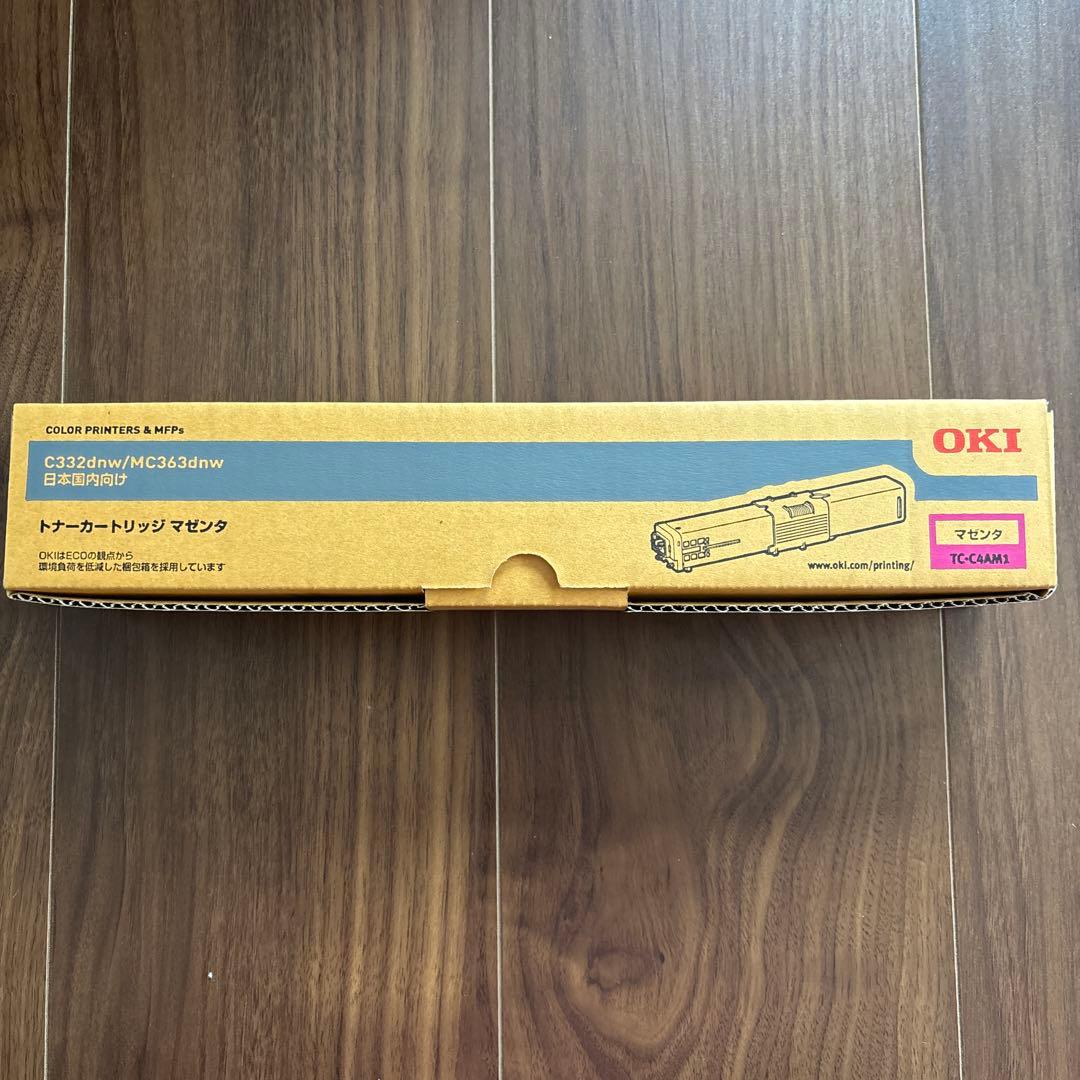 COLOR PRINTERS & MFPs
OKI
C332dnw/MC363dnw
日本国内向け
トナーカートリッジ マゼンタ
OKIはECOの観点から
環境負荷を低減した梱包箱を採用しています
www.oki.com/printing/
マゼンタ
TC-C4AM1